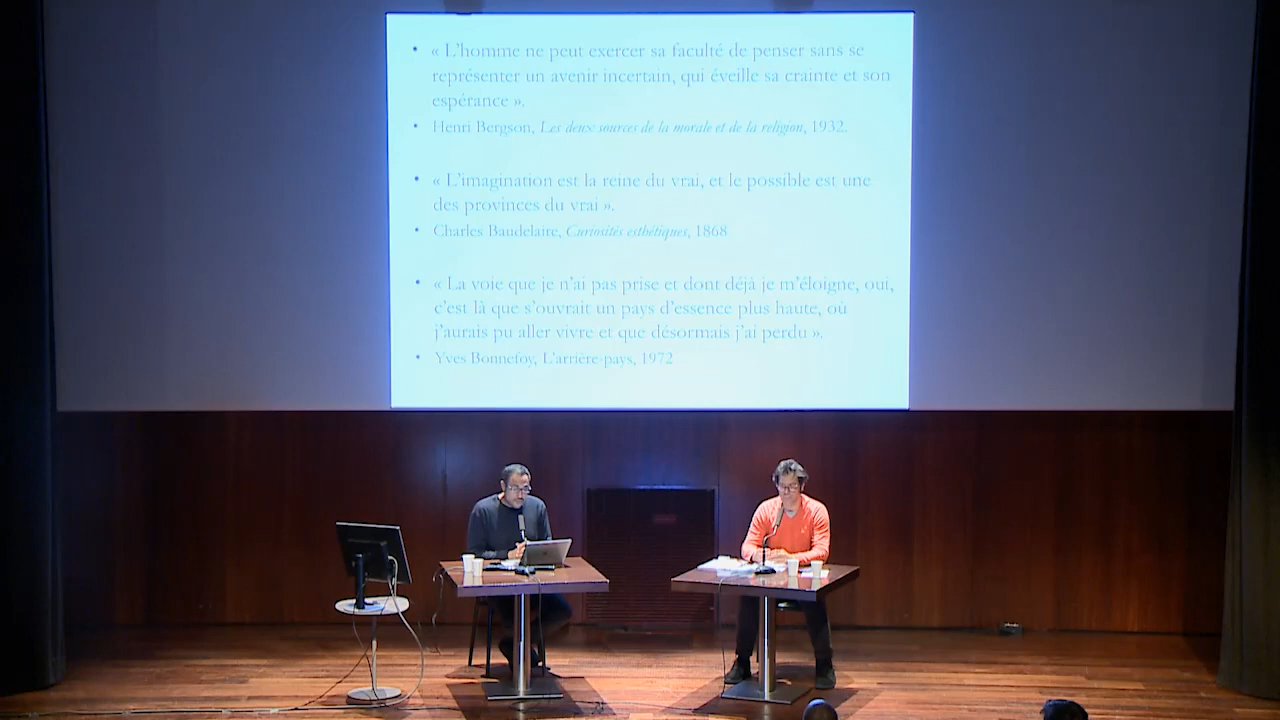 • « L'homme ne peut exercer sa faculté de penser sans se
représenter un avenir incertain, qui éveille sa crainte et son
espérance ».
• Henri Bergson, Les deux sources de la morale et de la religion, 1932.
• « L'imagination est la reine du vrai, et le possible est une
des provinces du vrai ».
• Charles Baudelaire, Curiosités esthétiques, 1868
• « La voie que je n'ai pas prise et dont déjà je m'éloigne, oui,
c'est là que s'ouvrait un pays d'essence plus haute, où
j'aurais pu aller vivre et que désormais j'ai perdu ».
• Yves Bonnefoy, L'arrière-pays, 1972